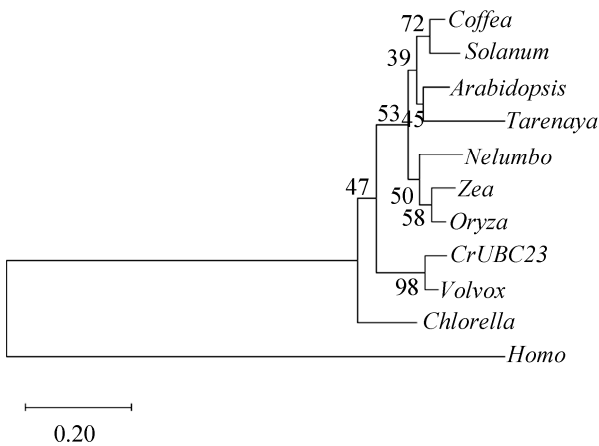 72 Coffea
Solanum
39
Arabidopsis
53 45
Tarenaya
Nelumbo
47 50 Zea
58 Oryza
CrUBC23
98 Volvox
Chlorella
Homo
0.20